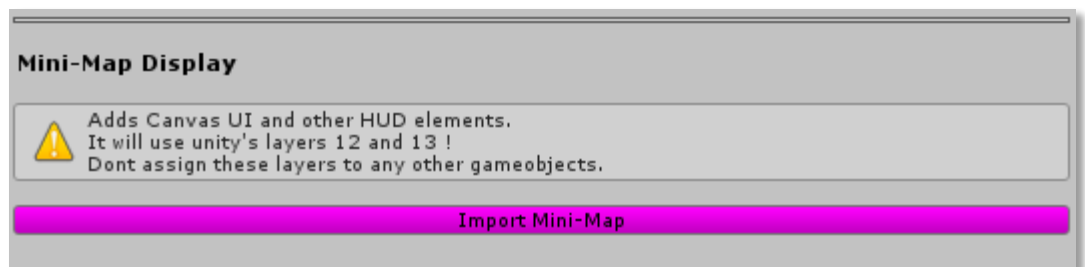 Mini-Map Display
Adds Canvas UI and other HUD elements.
It will use unity's layers 12 and 13 !
Dont assign these layers to any other gameobjects.
Import Mini-Map